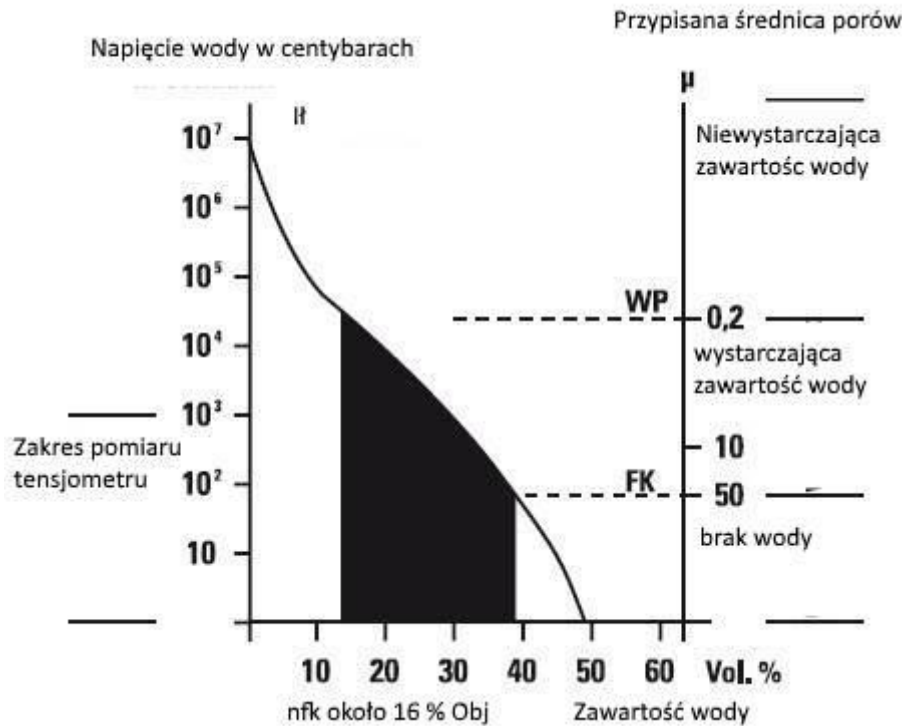 Przypisana średnica porów
Napięcie wody w centybarach
µ
Ił
Niewystarczająca
zawartośc wody
10⁷
10⁶
10⁵
10⁴
10³
10²
10
WP
0,2
wystarczająca
zawartość wody
Zakres pomiaru
tensjometru
10
FK
50
brak wody
10 20 30 40 50 60 Vol. %
nfk około 16 % Obj
Zawartość wody